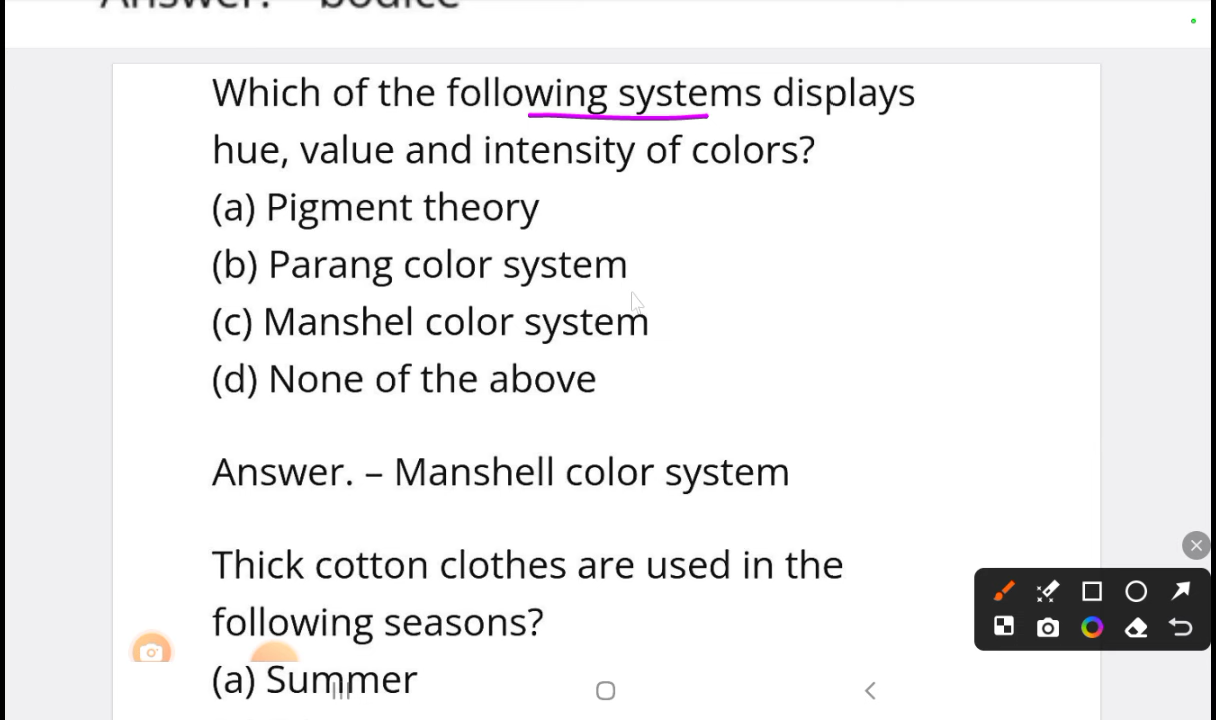 Answer. – bodice
Which of the following systems displays
hue, value and intensity of colors?
(a) Pigment theory
(b) Parang color system
(c) Manshel color system
(d) None of the above
Answer. – Manshell color system
Thick cotton clothes are used in the
following seasons?
(a) Summer